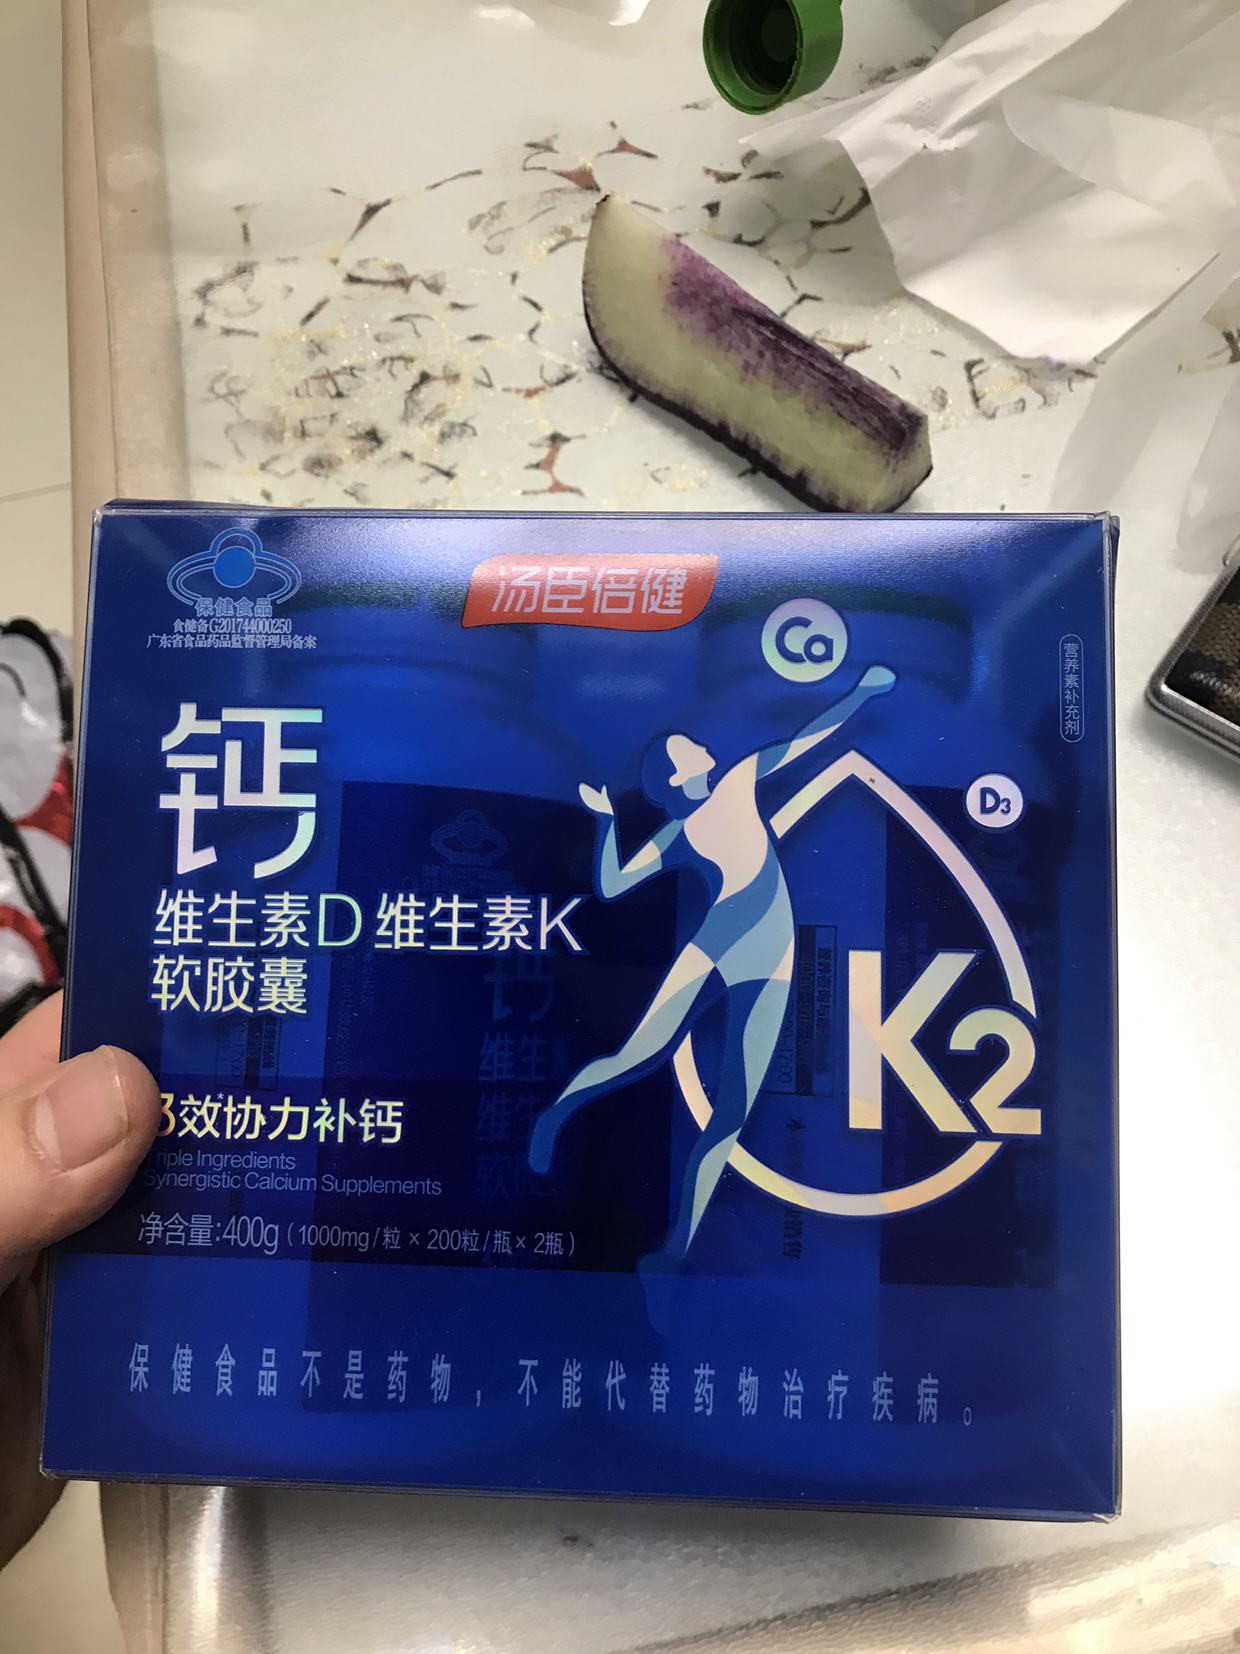 汤臣倍健
保健食品
食健备G201744000250
广东省食品药品监督管理局备案
Ca
营养素补充剂
钙
D3
维生素D 维生素K
软胶囊
K2
3效*协力补钙
Triple Ingredients
Synergistic Calcium Supplements
净含量:400g（1000mg/粒 × 200粒/瓶× 2瓶）
保健食品不是药物，不能代替药物治疗疾病。